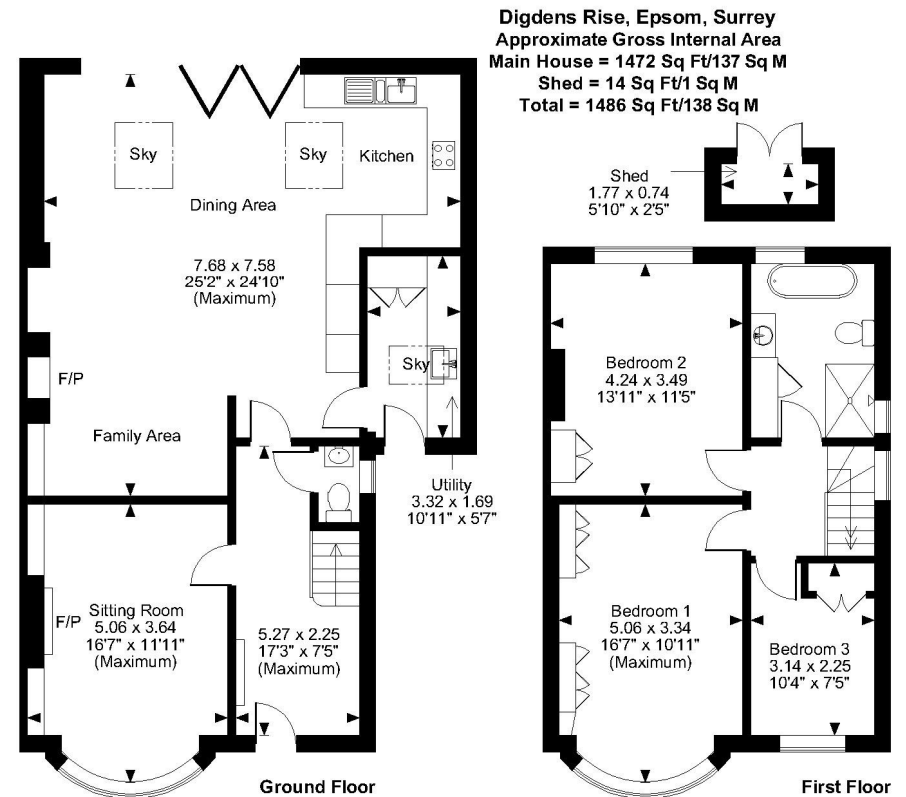 Digdens Rise, Epsom, Surrey
Approximate Gross Internal Area
Main House = 1472 Sq Ft/137 Sq M
Shed = 14 Sq Ft/1 Sq M
Total = 1486 Sq Ft/138 Sq M
Sky
Sky
Kitchen
Dining Area
7.68 x 7.58
25'2" x 24'10"
(Maximum)
F/P
Family Area
Sky
Utility
3.32 x 1.69
10'11" x 5'7"
Sitting Room
5.06 x 3.64
16'7" x 11'11"
(Maximum)
F/P
5.27 x 2.25
17'3" x 7'5"
(Maximum)
Ground Floor
Shed
1.77 x 0.74
5'10" x 2'5"
Bedroom 2
4.24 x 3.49
13'11" x 11'5"
Bedroom 1
5.06 x 3.34
16'7" x 10'11"
(Maximum)
Bedroom 3
3.14 x 2.25
10'4" x 7'5"
First Floor